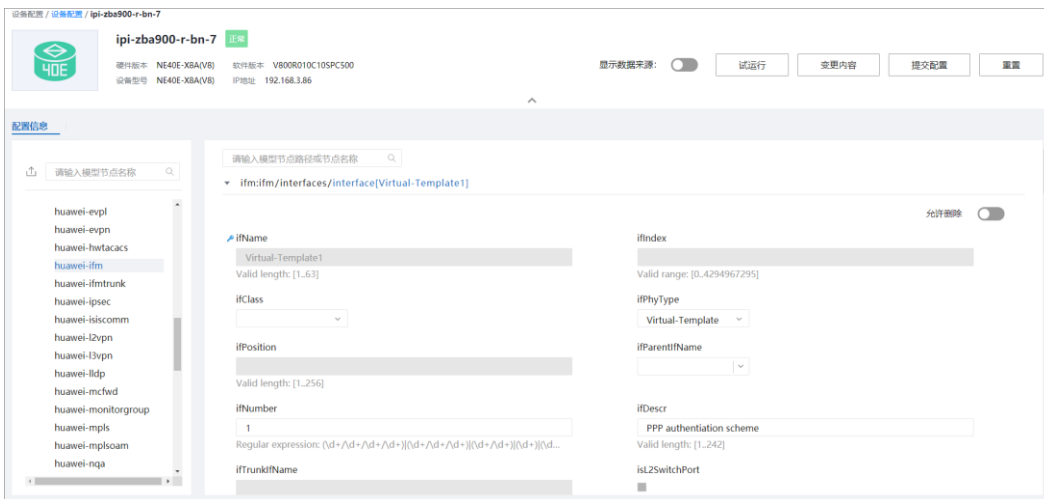 设备配置 / 设备配置 / ipi-zba900-r-bn-7
ipi-zba900-r-bn-7 正常
40E
硬件版本 NE40E-X8A(V8) 软件版本 V800R010C10SPC500
设备型号 NE40E-X8A(V8) IP地址 192.168.3.86
显示数据来源: 试运行 变更内容 提交配置 重置
配置信息
请输入模型节点名称
huawei-evpl
huawei-evpn
huawei-hwtacacs
huawei-ifm
huawei-ifmtrunk
huawei-ipsec
huawei-isiscomm
huawei-l2vpn
huawei-l3vpn
huawei-lldp
huawei-mcfwd
huawei-monitorgroup
huawei-mpls
huawei-mplsoam
huawei-nqa
请输入模型节点路径或节点名称
ifm:ifm/interfaces/interface[Virtual-Template1]
允许删除
ifName
Virtual-Template1
Valid length: [1..63]
ifIndex
Valid range: [0..4294967295]
ifClass
ifPhyType
Virtual-Template
ifPosition
Valid length: [1..256]
ifParentIfName
ifNumber
1
Regular expression: (\d+/\d+/\d+/\d+)|(\d+/\d+/\d+)|(\d+/\d+)|(\d+)|(\d...
ifDescr
PPP authentiation scheme
Valid length: [1..242]
ifTrunkIfName
isL2SwitchPort